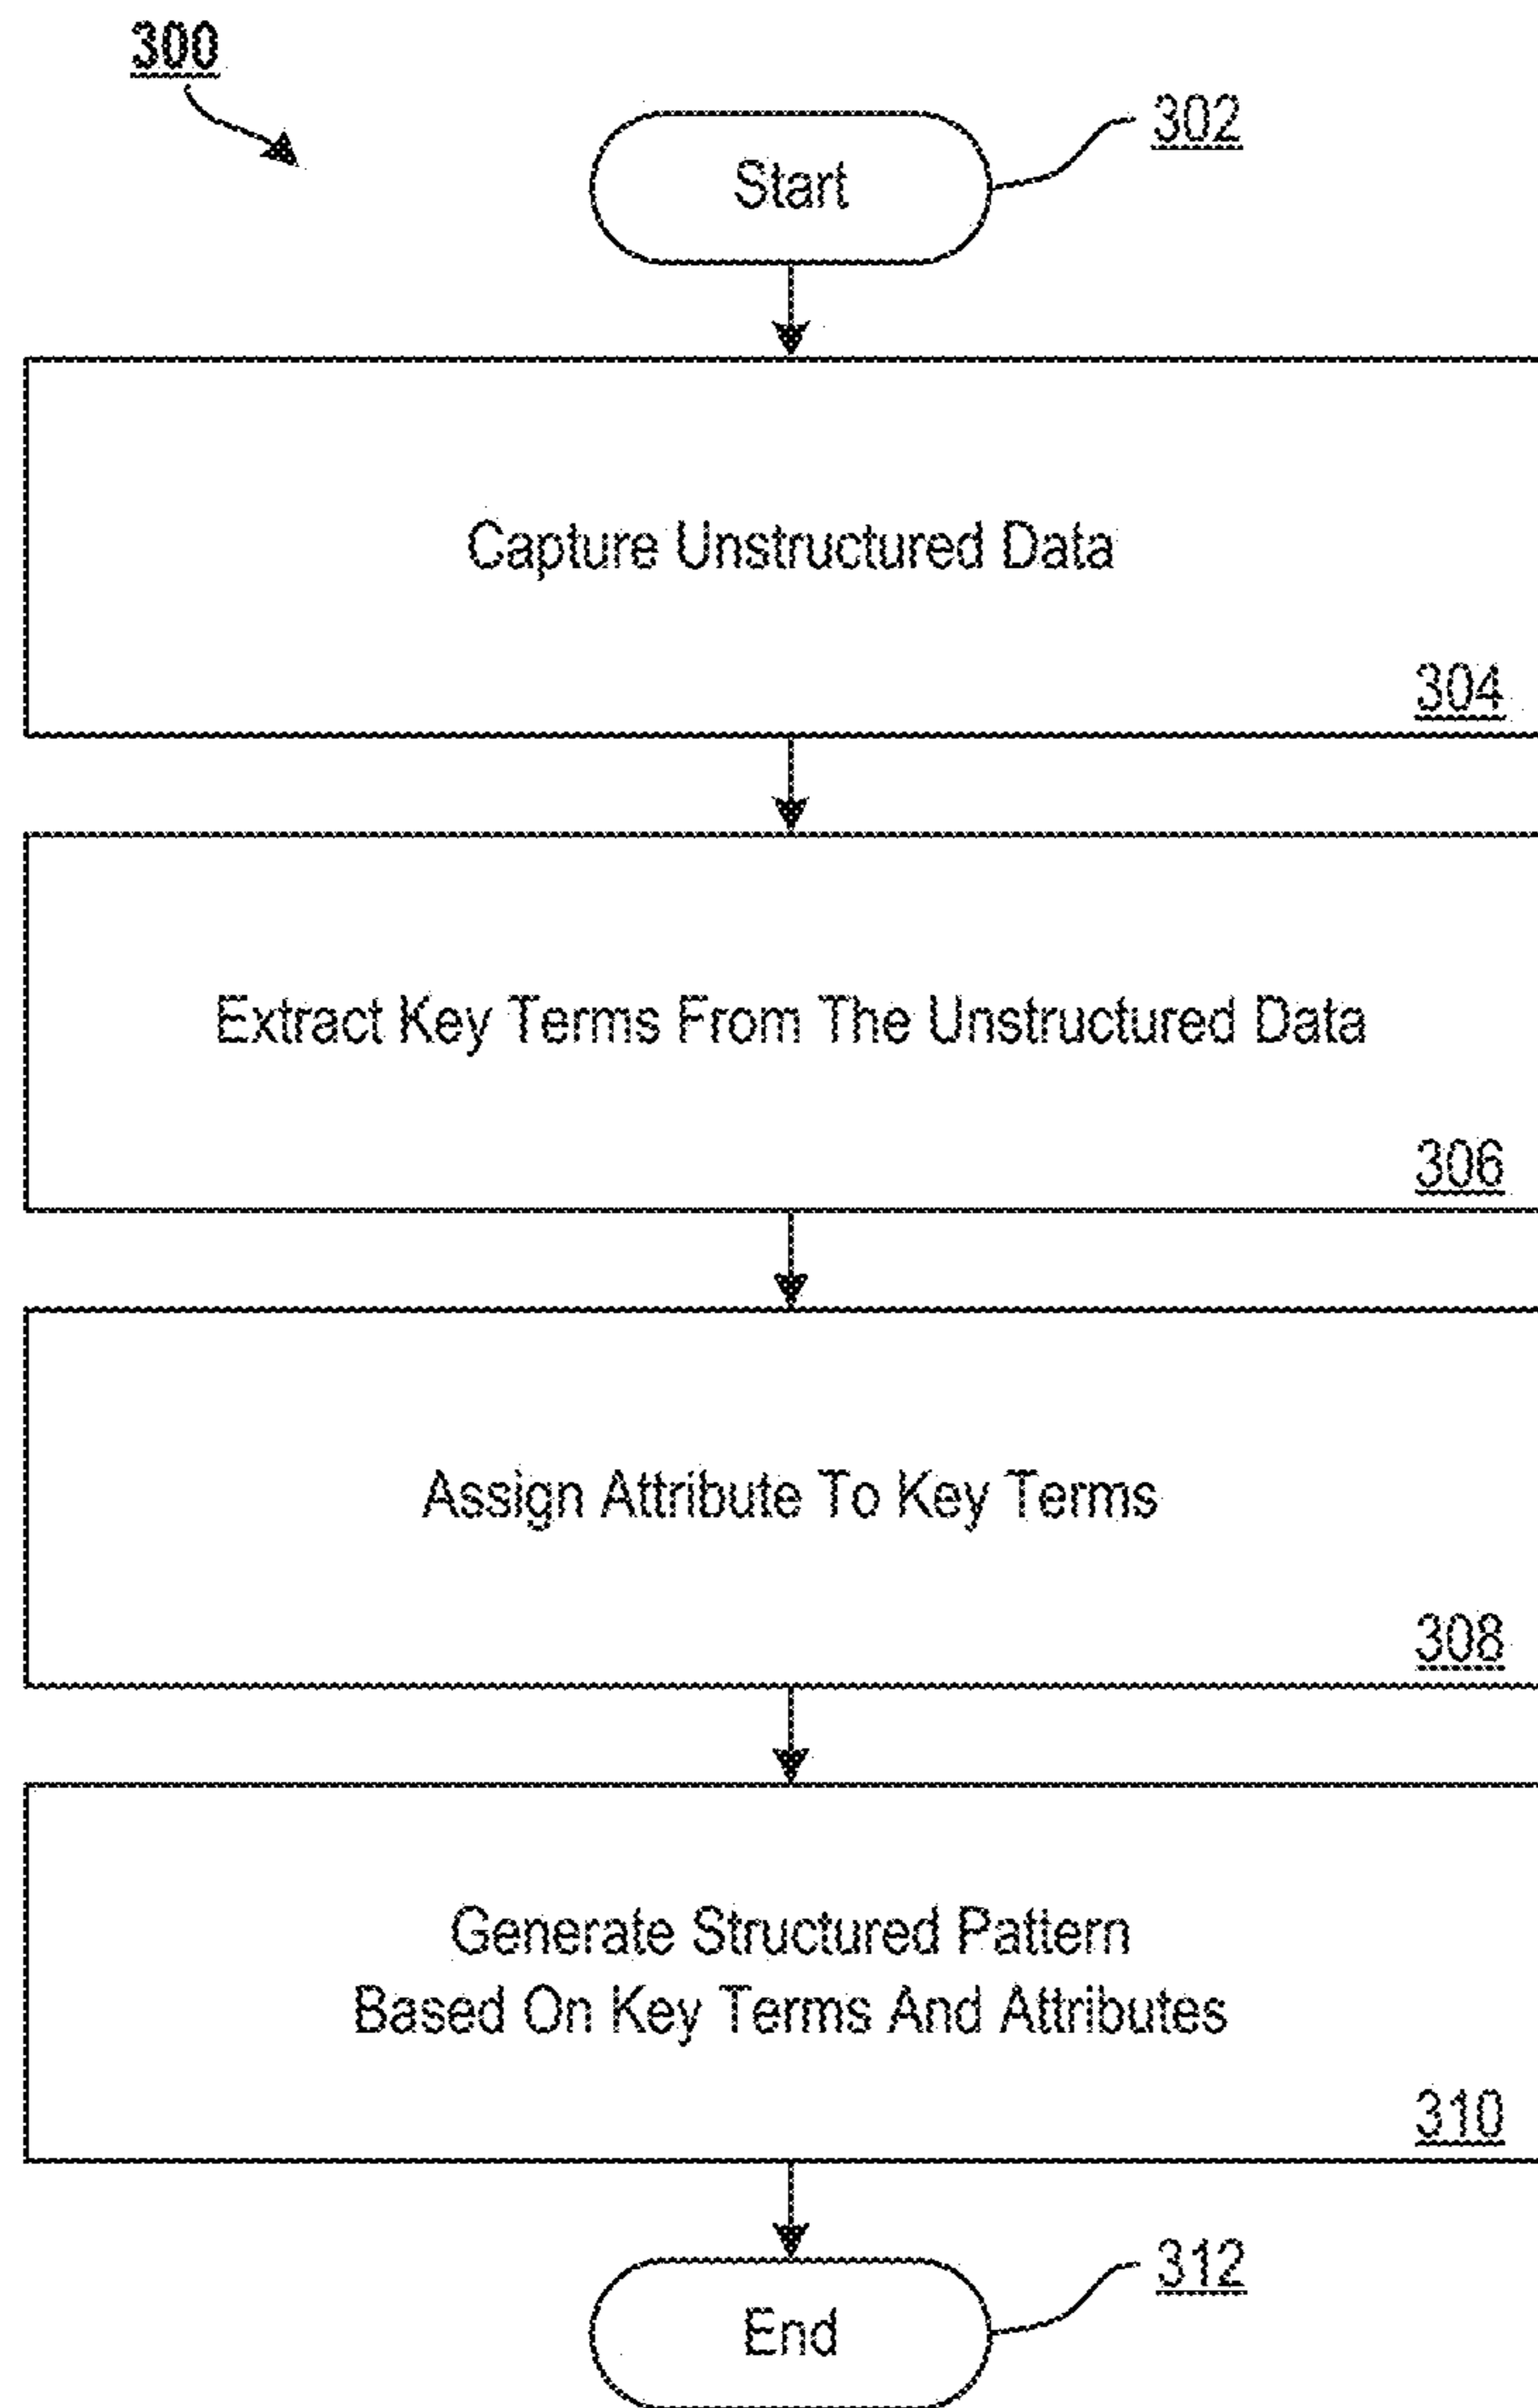 300
302
Start
Capture Unstructured Data
304
Extract Key Terms From The Unstructured Data
306
Assign Attribute To Key Terms
308
Generate Structured Pattern
Based On Key Terms And Attributes
310
312
End